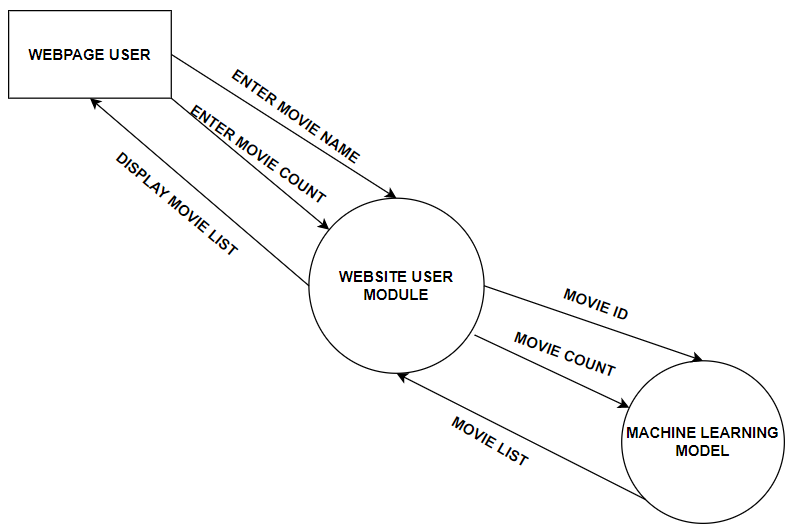 WEBPAGE USER
ENTER MOVIE NAME
ENTER MOVIE COUNT
DISPLAY MOVIE LIST
WEBSITE USER
MODULE
MOVIE ID
MOVIE COUNT
MOVIE LIST
MACHINE LEARNING
MODEL